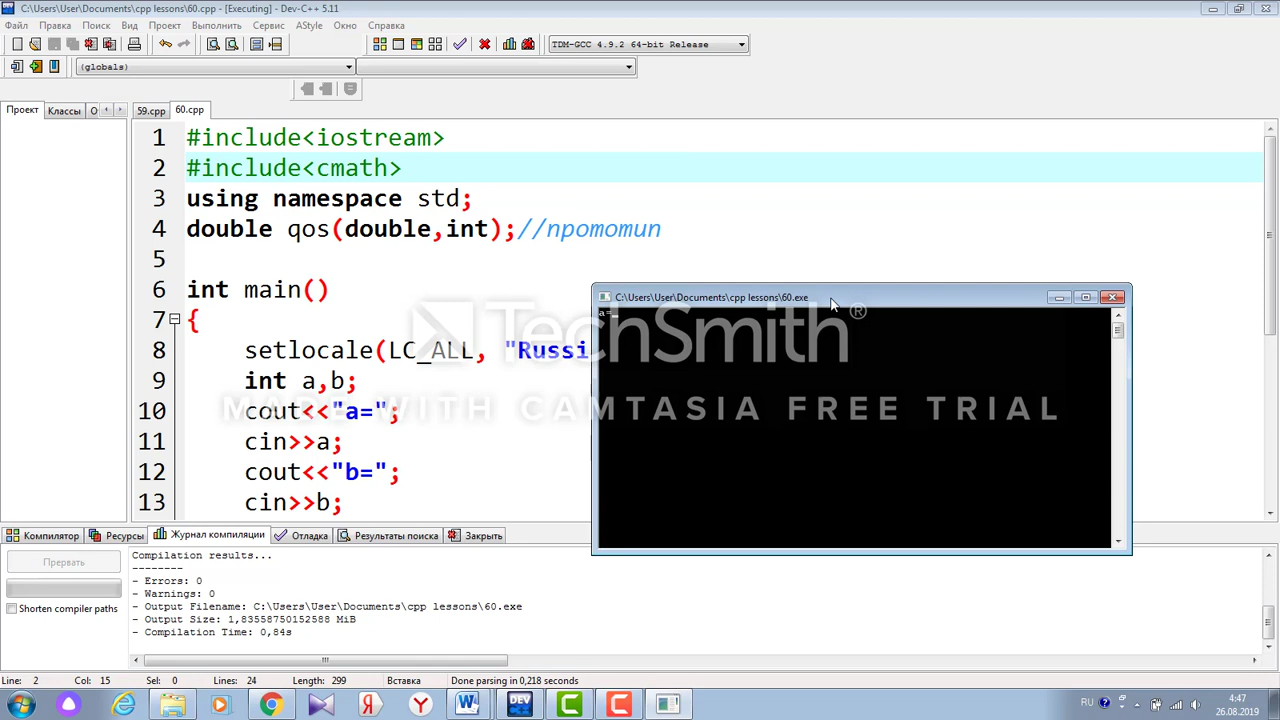 C:\Users\User\Documents\cpp lessons\60.cpp - [Executing] - Dev-C++ 5.11
Файл Правка Поиск Вид Проект Выполнить Сервис AStyle Окно Справка
TDM-GCC 4.9.2 64-bit Release
(globals)
Проект Классы О 59.cpp 60.cpp
1 #include<iostream>
2 #include<cmath>
3 using namespace std;
4 double qos(double,int);//прототип
5
6 int main()
7 {
8 setlocale(LC_ALL, "Russi
9 int a,b;
10 cout<<"a=";
11 cin>>a;
12 cout<<"b=";
13 cin>>b;
C:\Users\User\Documents\cpp lessons\60.exe
a=_
TechSmith®
MADE WITH CAMTASIA FREE TRIAL
Компилятор Ресурсы Журнал компиляции Отладка Результаты поиска Закрыть
Прервать
Shorten compiler paths
Compilation results...
--------
- Errors: 0
- Warnings: 0
- Output Filename: C:\Users\User\Documents\cpp lessons\60.exe
- Output Size: 1,83558750152588 MiB
- Compilation Time: 0,84s
Line: 2 Col: 15 Sel: 0 Lines: 24 Length: 299 Вставка Done parsing in 0,218 seconds
RU 4:47
26.08.2019